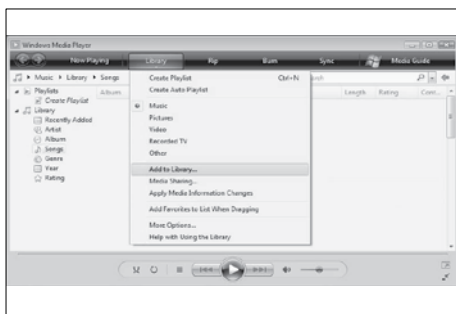 Windows Media Player
Now Playing Library Rip Burn Sync Media Guide
Music Library Songs
Playlists
Create Playlist
Library
Recently Added
Artist
Album
Songs
Genre
Year
Rating
Album
Create Playlist Ctrl+N
Create Auto Playlist
Music
Pictures
Video
Recorded TV
Other
Add to Library...
Media Sharing...
Apply Media Information Changes
Add Favorites to List When Dragging
More Options...
Help with Using the Library
Length Rating Cont...